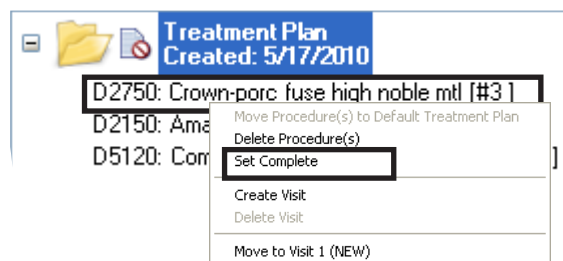 Treatment Plan
Created: 5/17/2010
D2750: Crown-porc fuse high noble mtl [#3 ]
D2150: Ama
D5120: Com ]
Move Procedure(s) to Default Treatment Plan
Delete Procedure(s)
Set Complete
Create Visit
Delete Visit
Move to Visit 1 (NEW)